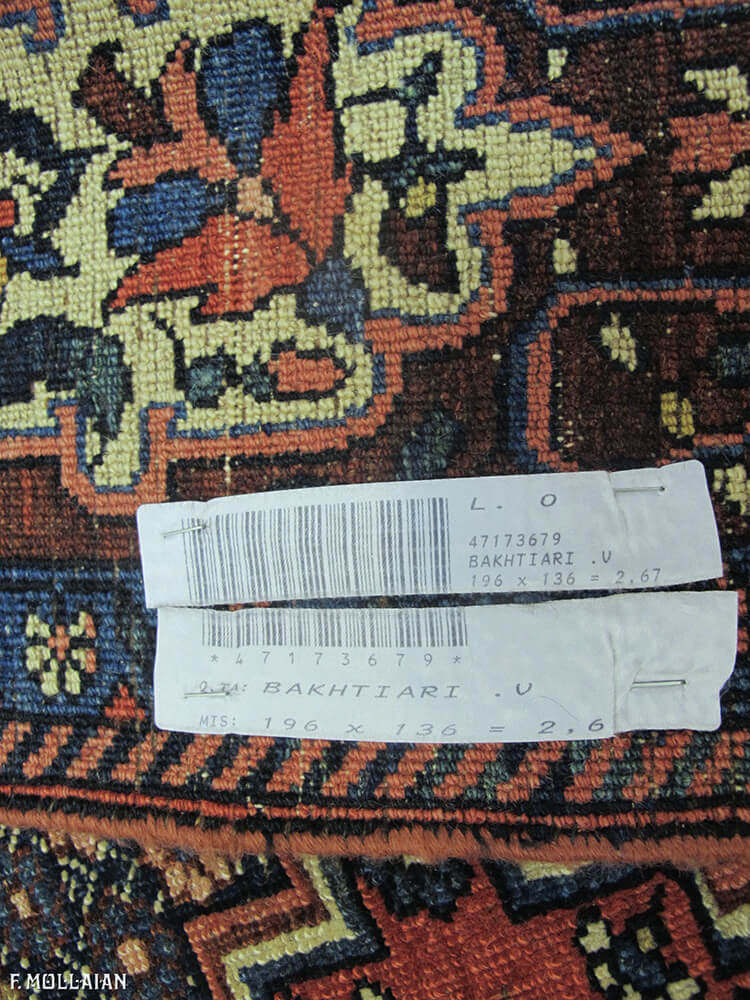 L. O
47173679
BAKHTIARI .V
196 x 136 = 2,67
*47173679*
BAKHTIARI .V
MIS: 196 x 136 = 2,6
F. MOLLAIAN